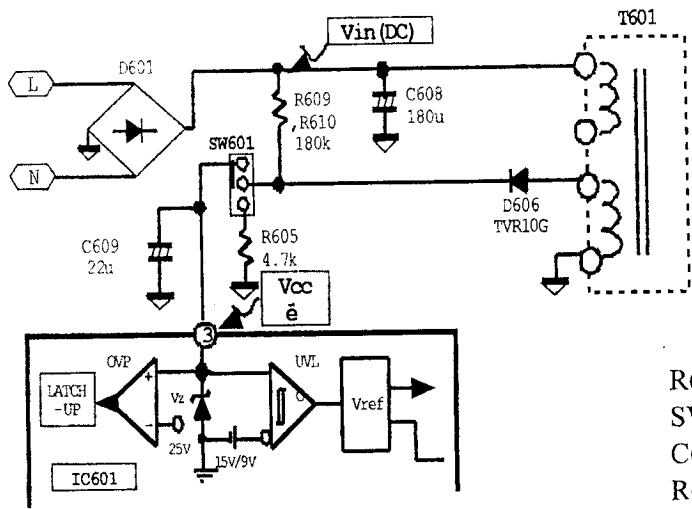 T601
Vin(DC)
D601
L
R609
,R610
180k
C608
180u
SW601
N
D606
TVR10G
C609
22u
R605
4.7k
Vcc
ë
3
OVP
UVL
LATCH
-UP
+
-
Vz
25V
15V/9V
Vref
IC601